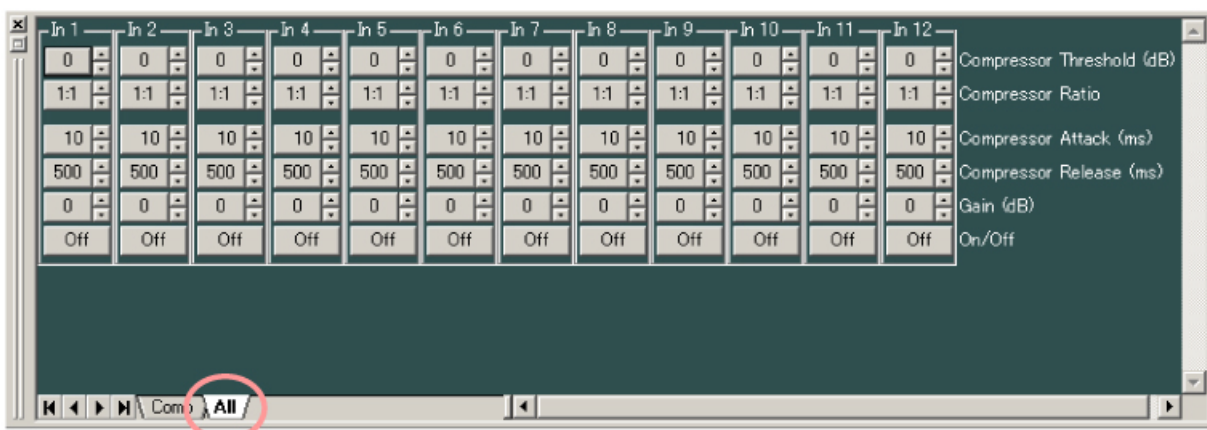 In 1 In 2 In 3 In 4 In 5 In 6 In 7 In 8 In 9 In 10 In 11 In 12
0 0 0 0 0 0 0 0 0 0 0 0 Compressor Threshold (dB)
1:1 1:1 1:1 1:1 1:1 1:1 1:1 1:1 1:1 1:1 1:1 1:1 Compressor Ratio
10 10 10 10 10 10 10 10 10 10 10 10 Compressor Attack (ms)
500 500 500 500 500 500 500 500 500 500 500 500 Compressor Release (ms)
0 0 0 0 0 0 0 0 0 0 0 0 Gain (dB)
Off Off Off Off Off Off Off Off Off Off Off Off On/Off
Comp All